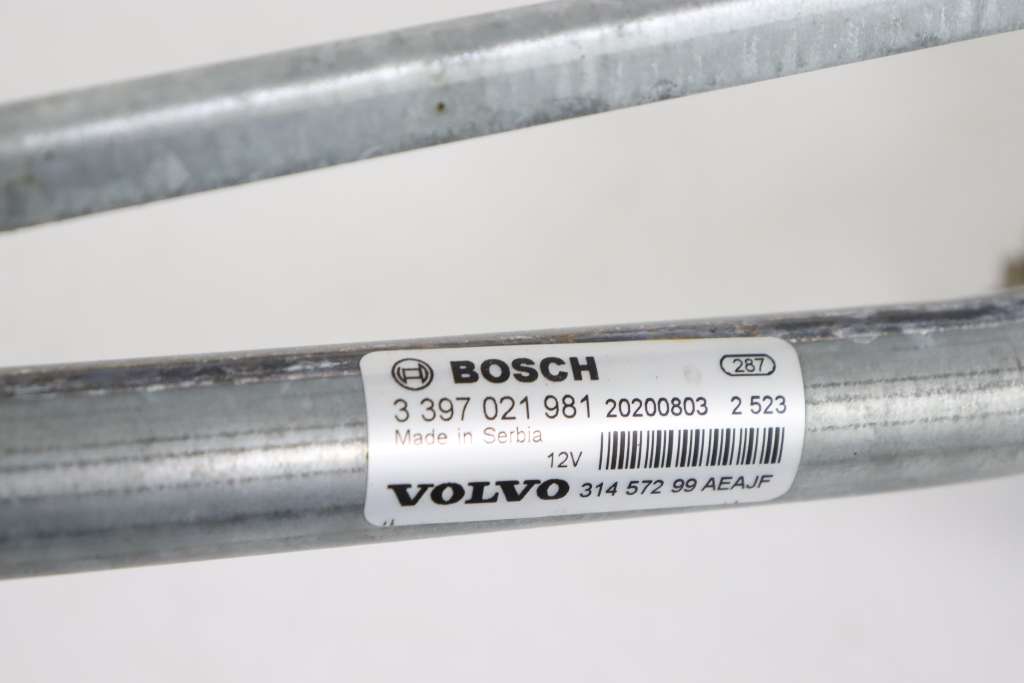 BOSCH 287
3 397 021 981 20200803 2 523
Made in Serbia
12V
VOLVO 314 572 99 AEAJF